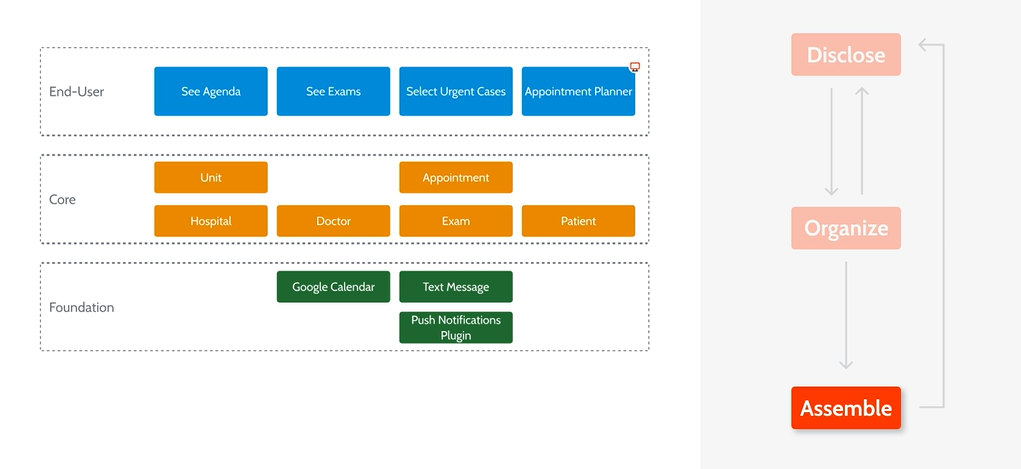 End-User
See Agenda
See Exams
Select Urgent Cases
Appointment Planner
Core
Unit
Appointment
Hospital
Doctor
Exam
Patient
Foundation
Google Calendar
Text Message
Push Notifications
Plugin
Disclose
Organize
Assemble